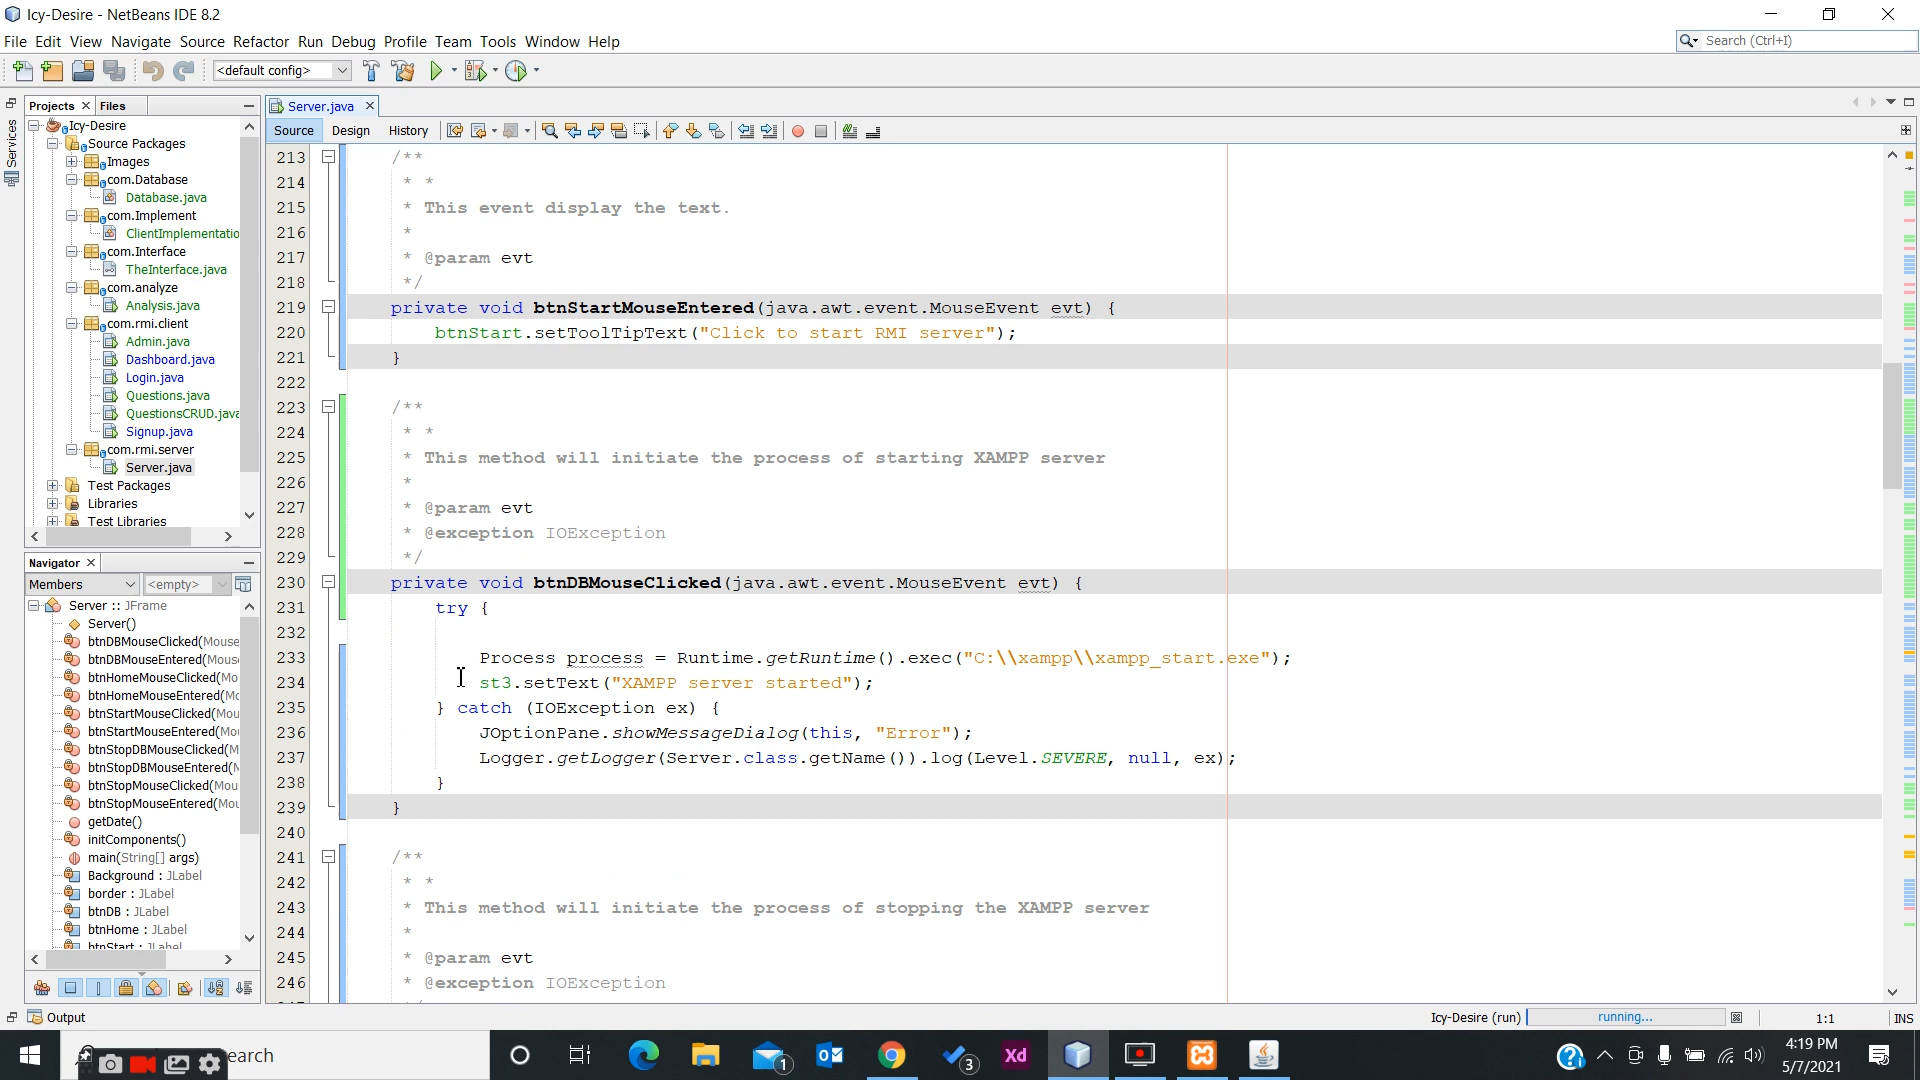 Icy-Desire - NetBeans IDE 8.2
File Edit View Navigate Source Refactor Run Debug Profile Team Tools Window Help
Search (Ctrl+I)
<default config>
Services
Projects Files
Icy-Desire
Source Packages
Images
com.Database
Database.java
com.Implement
ClientImplementatio
com.Interface
TheInterface.java
com.analyze
Analysis.java
com.rmi.client
Admin.java
Dashboard.java
Login.java
Questions.java
QuestionsCRUD.java
Signup.java
com.rmi.server
Server.java
Test Packages
Libraries
Test Libraries
Navigator
Members <empty>
Server :: JFrame
Server()
btnDBMouseClicked(Mouse
btnDBMouseEntered(Mous
btnHomeMouseClicked(Mo
btnHomeMouseEntered(Mo
btnStartMouseClicked(Mou
btnStartMouseEntered(Mo
btnStopDBMouseClicked(M
btnStopDBMouseEntered(
btnStopMouseClicked(Mou
btnStopMouseEntered(Mou
getDate()
initComponents()
main(String[] args)
Background : JLabel
border : JLabel
btnDB : JLabel
btnHome : JLabel
btnStart : JLabel
Server.java
Source Design History
213 /**
214 * *
215 * This event display the text.
216 *
217 * @param evt
218 */
219 private void btnStartMouseEntered(java.awt.event.MouseEvent evt) {
220 btnStart.setToolTipText("Click to start RMI server");
221 }
222
223 /**
224 * *
225 * This method will initiate the process of starting XAMPP server
226 *
227 * @param evt
228 * @exception IOException
229 */
230 private void btnDBMouseClicked(java.awt.event.MouseEvent evt) {
231 try {
232
233 Process process = Runtime.getRuntime().exec("C:\\xampp\\xampp_start.exe");
234 st3.setText("XAMPP server started");
235 } catch (IOException ex) {
236 JOptionPane.showMessageDialog(this, "Error");
237 Logger.getLogger(Server.class.getName()).log(Level.SEVERE, null, ex);
238 }
239 }
240
241 /**
242 * *
243 * This method will initiate the process of stopping the XAMPP server
244 *
245 * @param evt
246 * @exception IOException
Output
Icy-Desire (run) running... 1:1 INS
earch
1
3
Xd
4:19 PM
5/7/2021